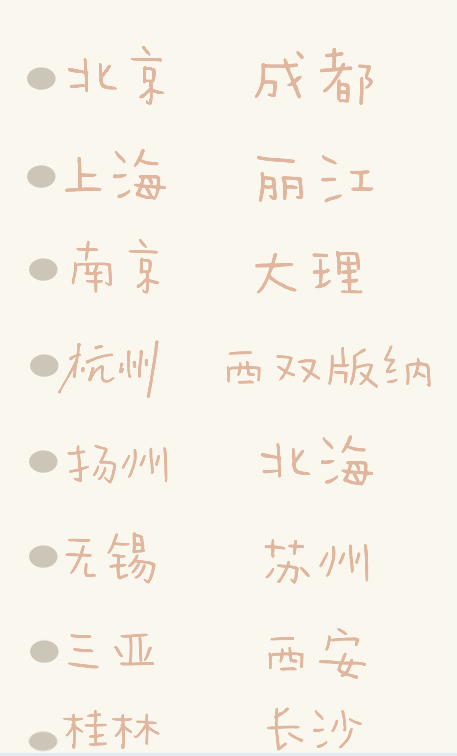 北京 成都
上海 丽江
南京 大理
杭州 西双版纳
扬州 北海
无锡 苏州
三亚 西安
桂林 长沙